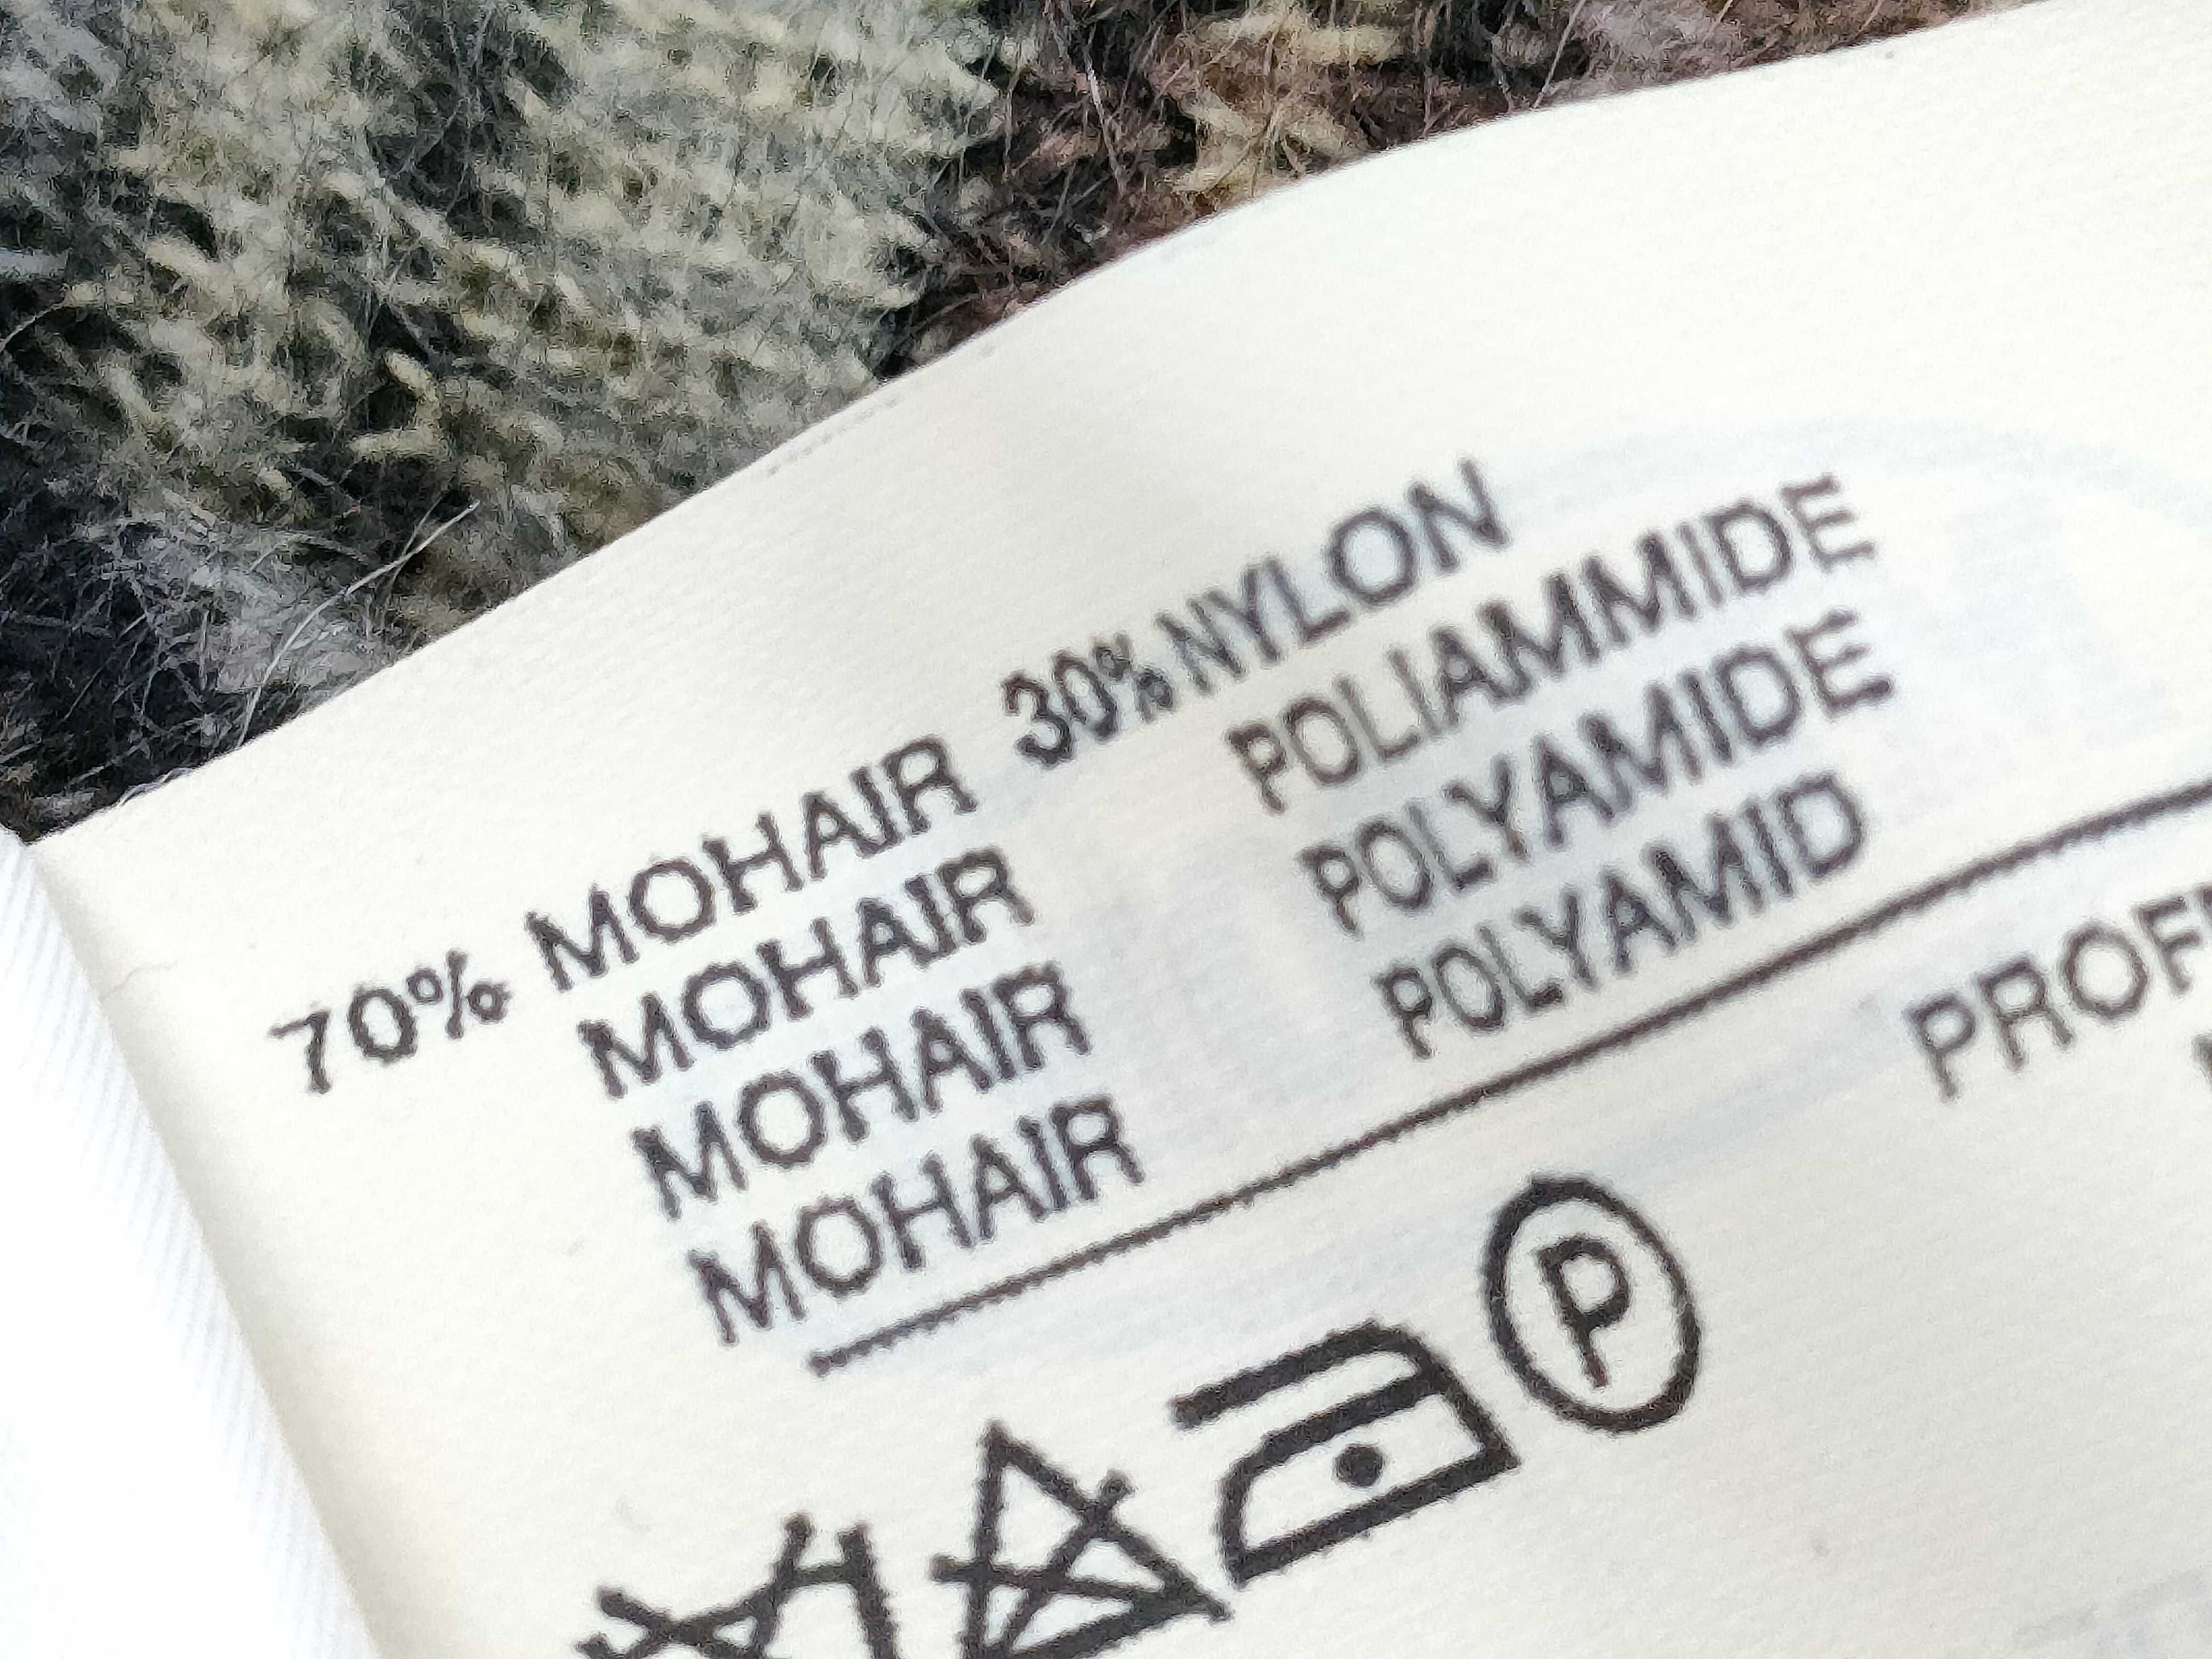 70% MOHAIR 30% NYLON
MOHAIR POLIAMMIDE
MOHAIR POLYAMIDE
MOHAIR POLYAMID
P